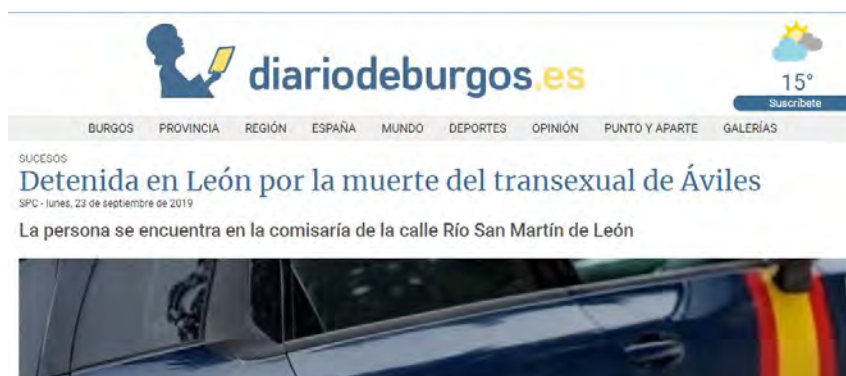 diariodeburgos.es
15°
Suscríbete
BURGOS PROVINCIA REGIÓN ESPAÑA MUNDO DEPORTES OPINIÓN PUNTO Y APARTE GALERÍAS
SUCESOS
Detenida en León por la muerte del transexual de Áviles
SPC - lunes, 23 de septiembre de 2019
La persona se encuentra en la comisaría de la calle Río San Martín de León